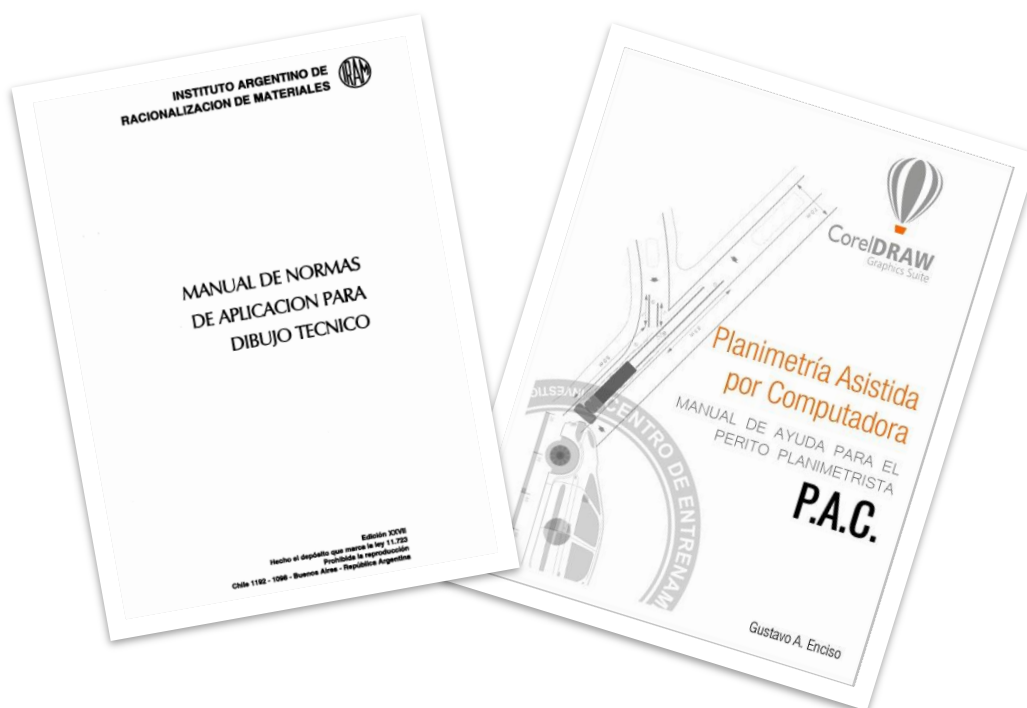 INSTITUTO ARGENTINO DE
RACIONALIZACION DE MATERIALES
IRAM
MANUAL DE NORMAS
DE APLICACION PARA
DIBUJO TECNICO
Edición XXVII
Hecho el depósito que marca la ley 11.723
Prohibida la reproducción
Chile 1192 - 1098 - Buenos Aires - República Argentina
CorelDRAW
Graphics Suite
Planimetría Asistida
por Computadora
MANUAL DE AYUDA PARA EL
PERITO PLANIMETRISTA
P.A.C.
INVESTIG
CENTRO DE ENTRENAM
Gustavo A. Enciso